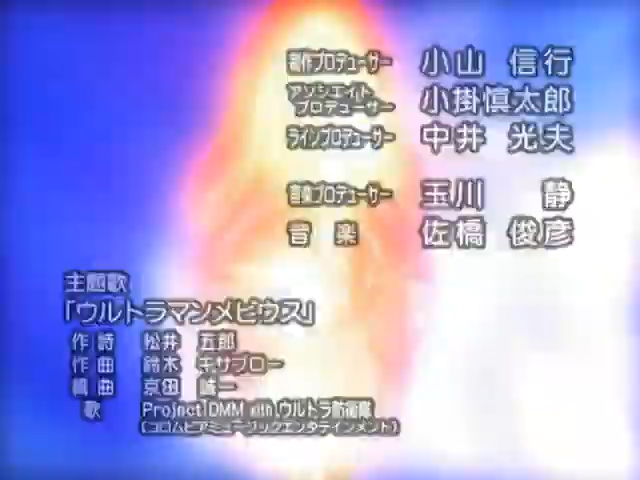 製作プロデューサー 小山 信行
アソシエイト
プロデューサー 小掛慎太郎
ラインプロデューサー 中井 光夫
音楽プロデューサー 玉川 静
音 楽 佐橋 俊彦
主題歌
「ウルトラマンメビウス」
作 詩 松井 五郎
作 曲 鈴木 キサブロー
編 曲 京田 誠一
歌 Project DMM with ウルトラ防衛隊
(コロムビアミュージックエンタテインメント)